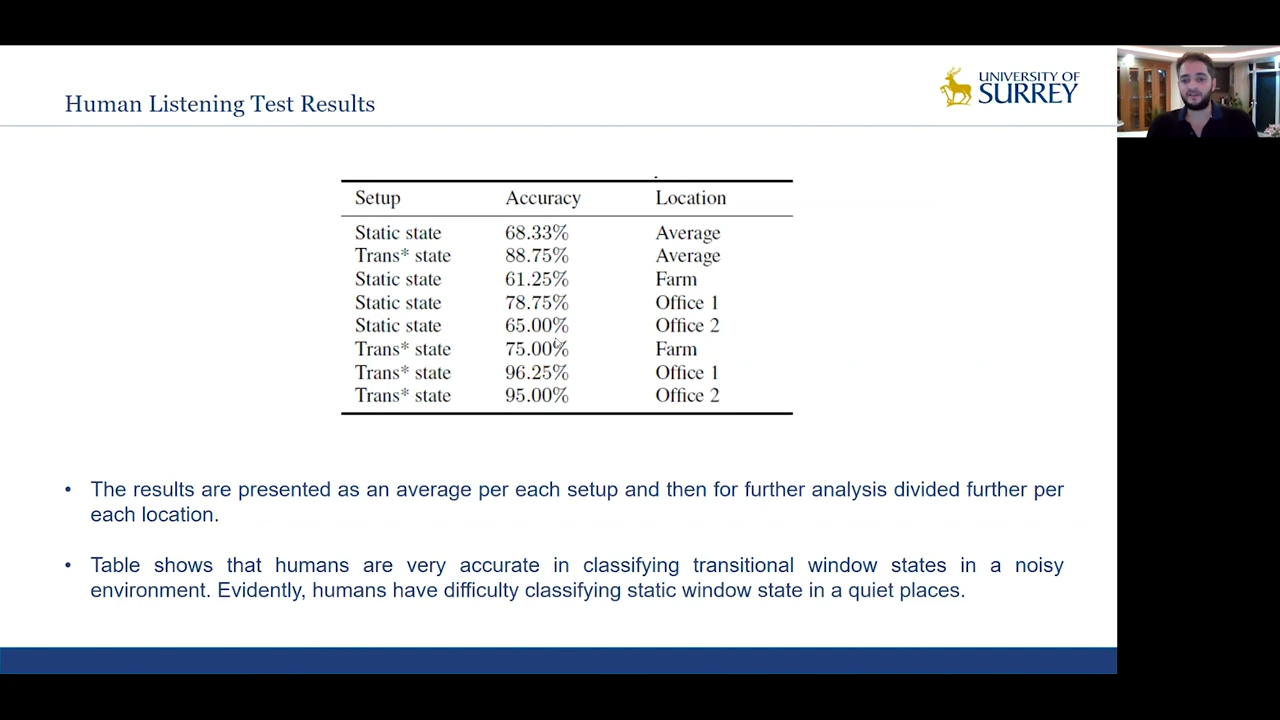 Human Listening Test Results
UNIVERSITY OF
SURREY
Setup Accuracy Location
Static state 68.33% Average
Trans* state 88.75% Average
Static state 61.25% Farm
Static state 78.75% Office 1
Static state 65.00% Office 2
Trans* state 75.00% Farm
Trans* state 96.25% Office 1
Trans* state 95.00% Office 2
• The results are presented as an average per each setup and then for further analysis divided further per
each location.
• Table shows that humans are very accurate in classifying transitional window states in a noisy
environment. Evidently, humans have difficulty classifying static window state in a quiet places.